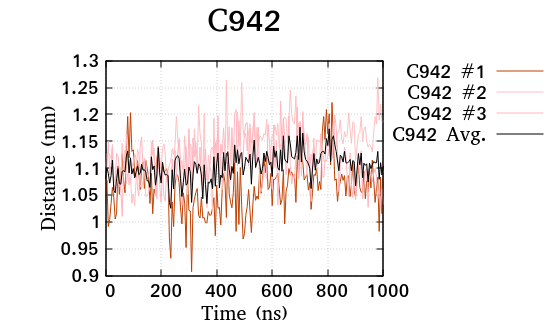 C942
1.3
1.25
1.2
1.15
1.1
1.05
1
0.95
0.9
Distance (nm)
0 200 400 600 800 1000
Time (ns)
C942 #1
C942 #2
C942 #3
C942 Avg.